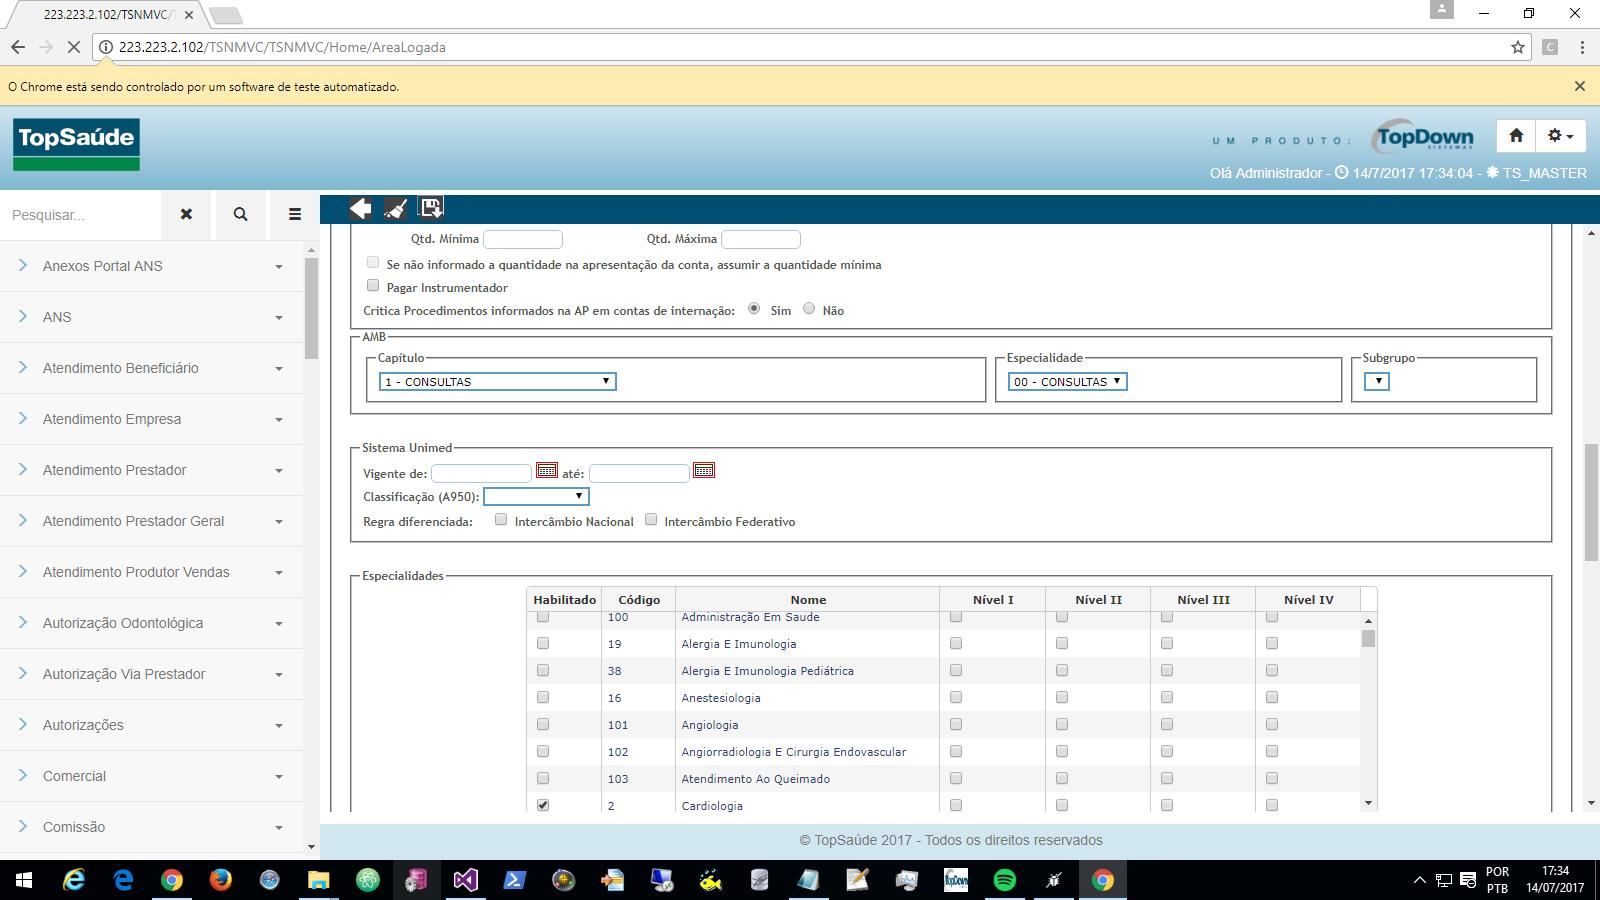 223.223.2.102/TSNMVC/T
223.223.2.102/TSNMVC/TSNMVC/Home/AreaLogada
C
O Chrome está sendo controlado por um software de teste automatizado.
TopSaúde
UM PRODUTO:
TopDown
SISTEMAS
Olá Administrador - 14/7/2017 17:34:04 - TS_MASTER
Pesquisar...
Anexos Portal ANS
ANS
Atendimento Beneficiário
Atendimento Empresa
Atendimento Prestador
Atendimento Prestador Geral
Atendimento Produtor Vendas
Autorização Odontológica
Autorização Via Prestador
Autorizações
Comercial
Comissão
Qtd. Mínima
Qtd. Máxima
Se não informado a quantidade na apresentação da conta, assumir a quantidade mínima
Pagar Instrumentador
Critica Procedimentos informados na AP em contas de internação: Sim Não
AMB
Capítulo
1 - CONSULTAS
Especialidade
00 - CONSULTAS
Subgrupo
Sistema Unimed
Vigente de: até:
Classificação (A950):
Regra diferenciada: Intercâmbio Nacional Intercâmbio Federativo
Especialidades
Habilitado Código Nome Nível I Nível II Nível III Nível IV
100 Administração Em Saude
19 Alergia E Imunologia
38 Alergia E Imunologia Pediátrica
16 Anestesiologia
101 Angiologia
102 Angiorradiologia E Cirurgia Endovascular
103 Atendimento Ao Queimado
2 Cardiologia
© TopSaúde 2017 - Todos os direitos reservados
TopDown
POR
PTB
17:34
14/07/2017